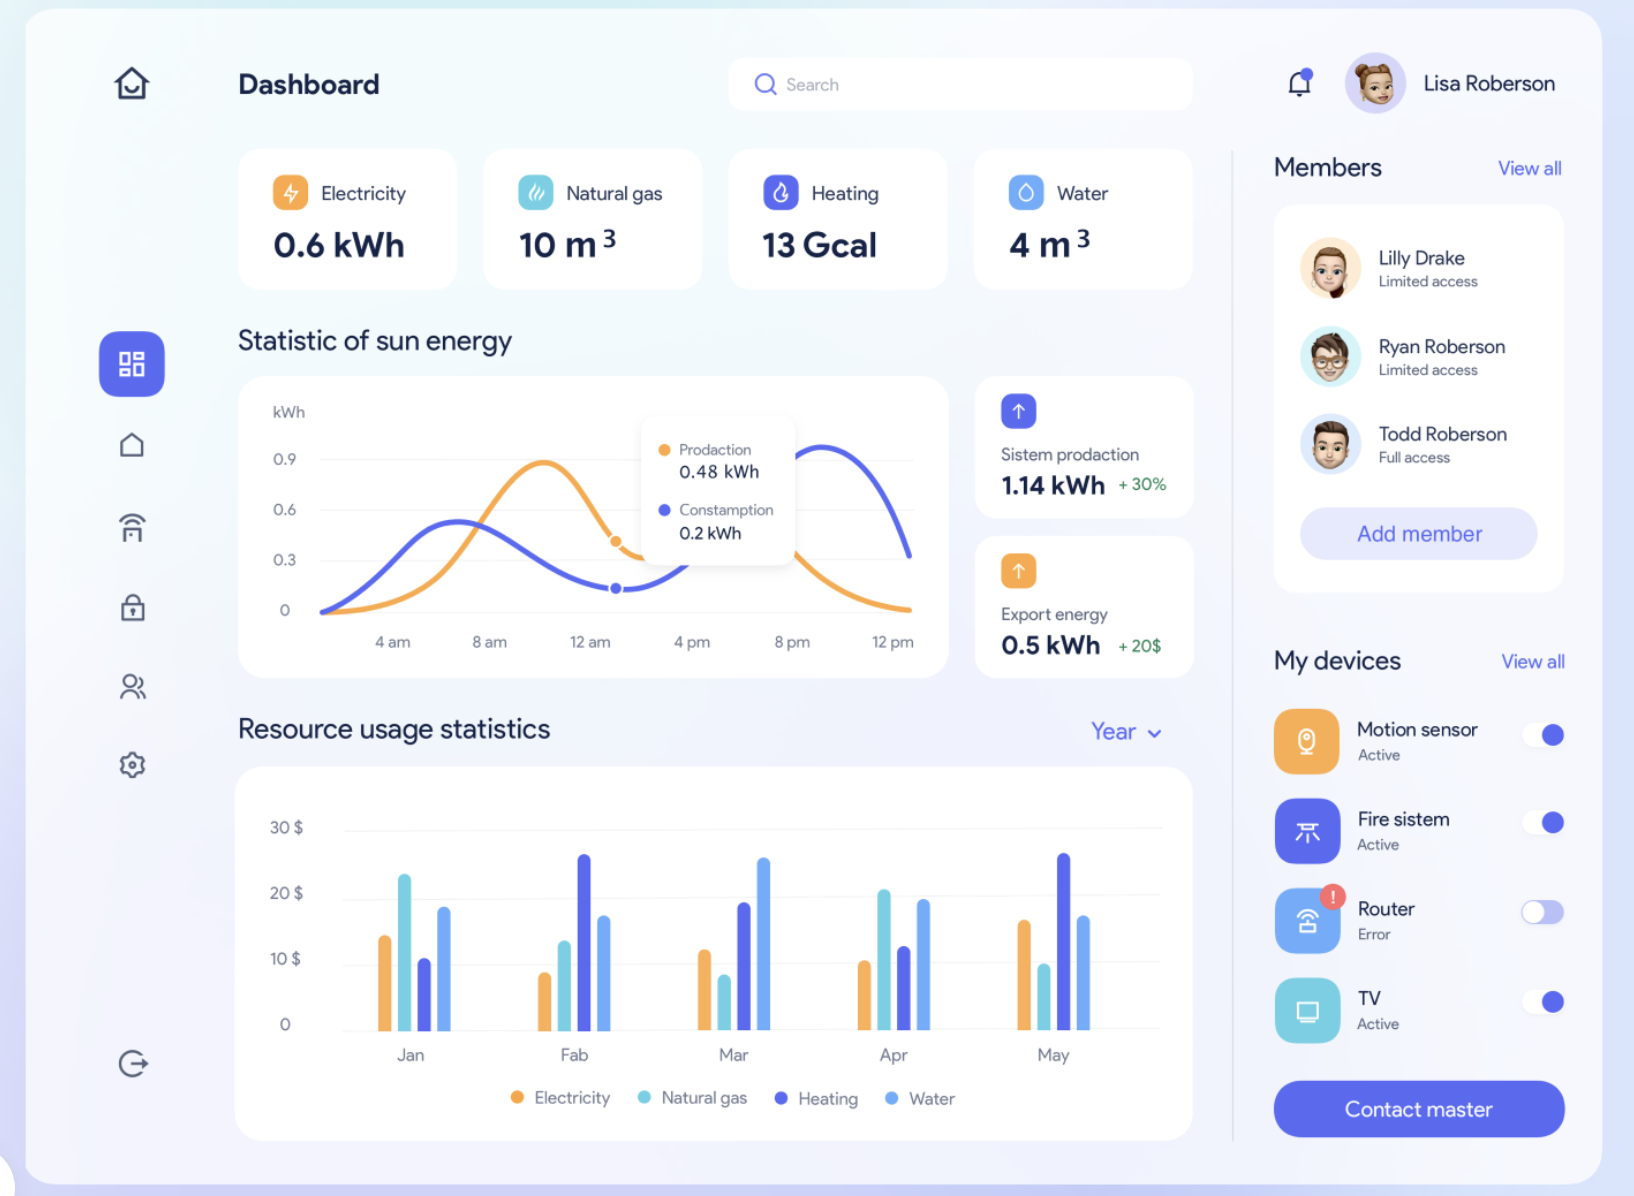 Dashboard
Search
Lisa Roberson
Electricity
0.6 kWh
Natural gas
10 m ³
Heating
13 Gcal
Water
4 m ³
Statistic of sun energy
kWh
0.9
0.6
0.3
0
4 am
8 am
12 am
4 pm
8 pm
12 pm
Prodaction
0.48 kWh
Constamption
0.2 kWh
Sistem prodaction
1.14 kWh + 30%
Export energy
0.5 kWh + 20$
Resource usage statistics
Year
30 $
20 $
10 $
0
Jan
Fab
Mar
Apr
May
Electricity
Natural gas
Heating
Water
Members
View all
Lilly Drake
Limited access
Ryan Roberson
Limited access
Todd Roberson
Full access
Add member
My devices
View all
Motion sensor
Active
Fire sistem
Active
!
Router
Error
TV
Active
Contact master